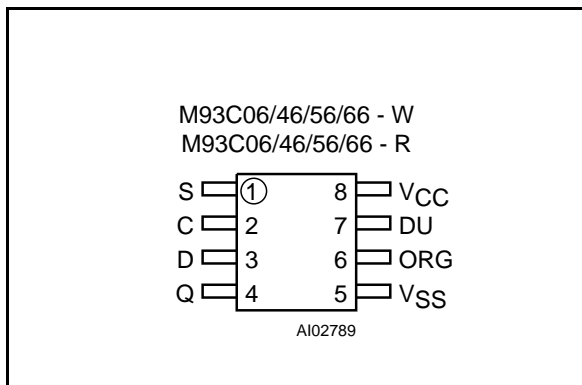 M93C06/46/56/66 - W
M93C06/46/56/66 - R
S 1 8 VCC
C 2 7 DU
D 3 6 ORG
Q 4 5 VSS
AI02789